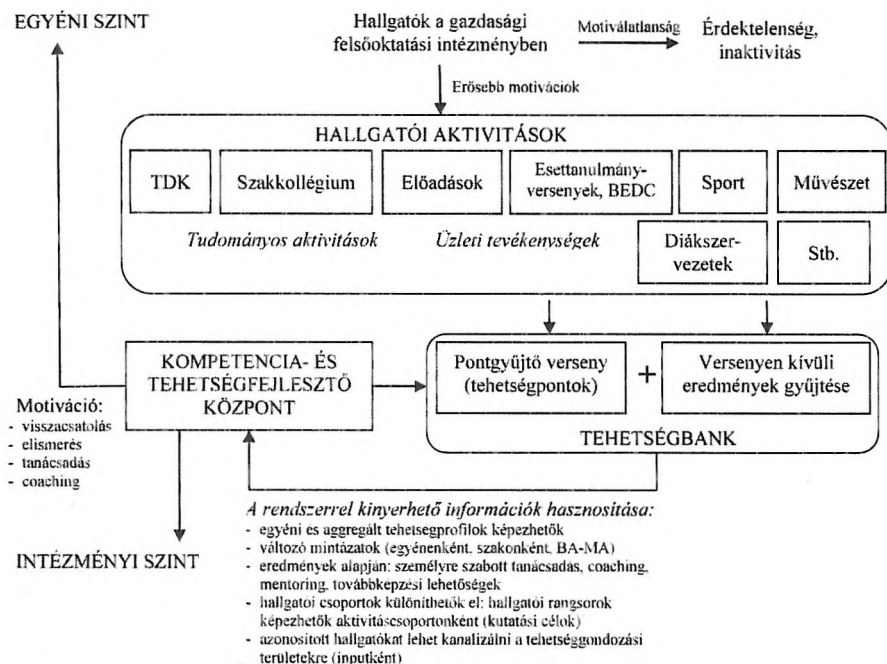 EGYÉNI SZINT
Hallgatók a gazdasági
felsőoktatási intézményben
Motiválatlanság
Érdektelenség,
inaktivitás
Erősebb motivációk
HALLGATÓI AKTIVITÁSOK
TDK
Szakkollégium
Előadások
Esettanulmány-
versenyek, BEDC
Sport
Művészet
Tudományos aktivitások
Üzleti tevékenységek
Diákszer-
vezetek
Stb.
KOMPETENCIA- ÉS
TEHETSÉGFEJLESZTŐ
KÖZPONT
Pontgyűjtő verseny
(tehetségpontok)
+
Versenyen kívüli
eredmények gyűjtése
TEHETSÉGBANK
Motiváció:
- visszacsatolás
- elismerés
- tanácsadás
- coaching
INTÉZMÉNYI SZINT
A rendszerrel kinyerhető információk hasznosítása:
- egyéni és aggregált tehetségprofilok képezhetők
- változó mintázatok (egyénenként, szakonként, BA-MA)
- eredmények alapján: személyre szabott tanácsadás, coaching,
mentoring, továbbképzési lehetőségek
- hallgatói csoportok különíthetők el: hallgatói rangsorok
képezhetők aktivitáscsoportonként (kutatási célok)
- azonosított hallgatókat lehet kanalizálni a tehetséggondozási
területekre (inputként)